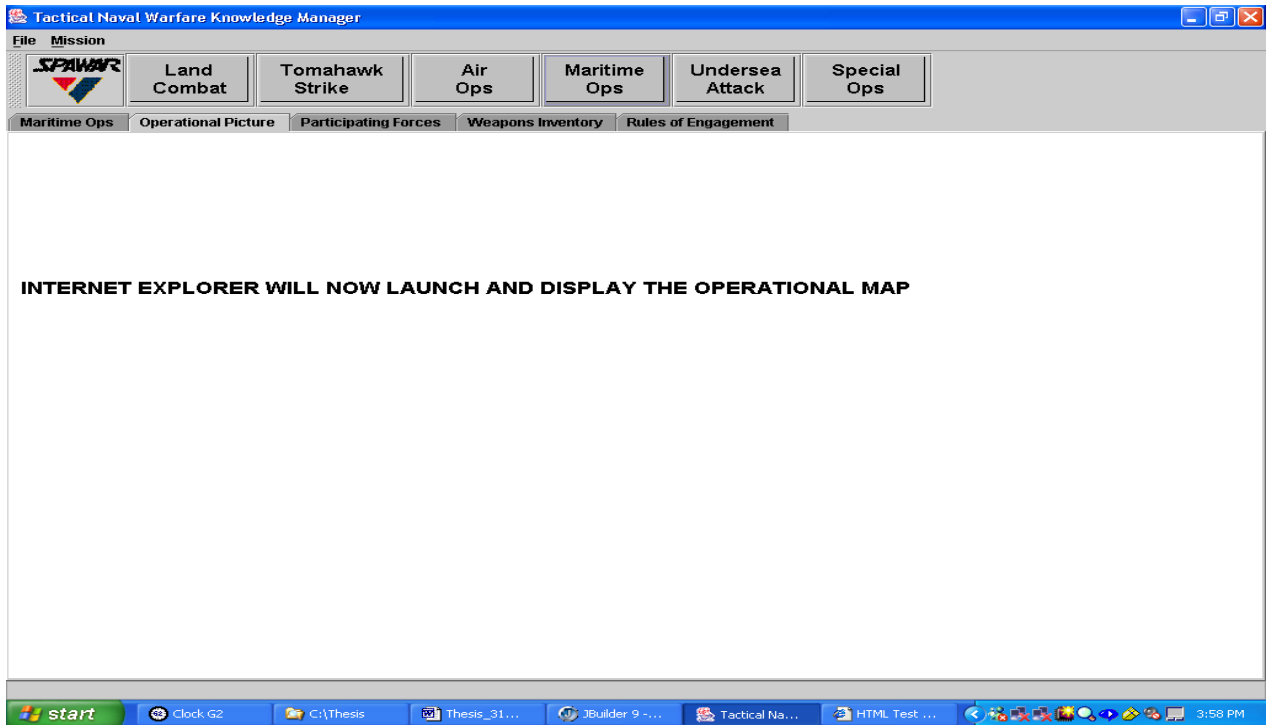 Tactical Naval Warfare Knowledge Manager
File Mission
SPAWAR
Land Combat
Tomahawk Strike
Air Ops
Maritime Ops
Undersea Attack
Special Ops
Maritime Ops Operational Picture Participating Forces Weapons Inventory Rules of Engagement
INTERNET EXPLORER WILL NOW LAUNCH AND DISPLAY THE OPERATIONAL MAP
start Clock G2 C:\Thesis Thesis_31... JBuilder 9 -... Tactical Na... HTML Test ... 3:58 PM